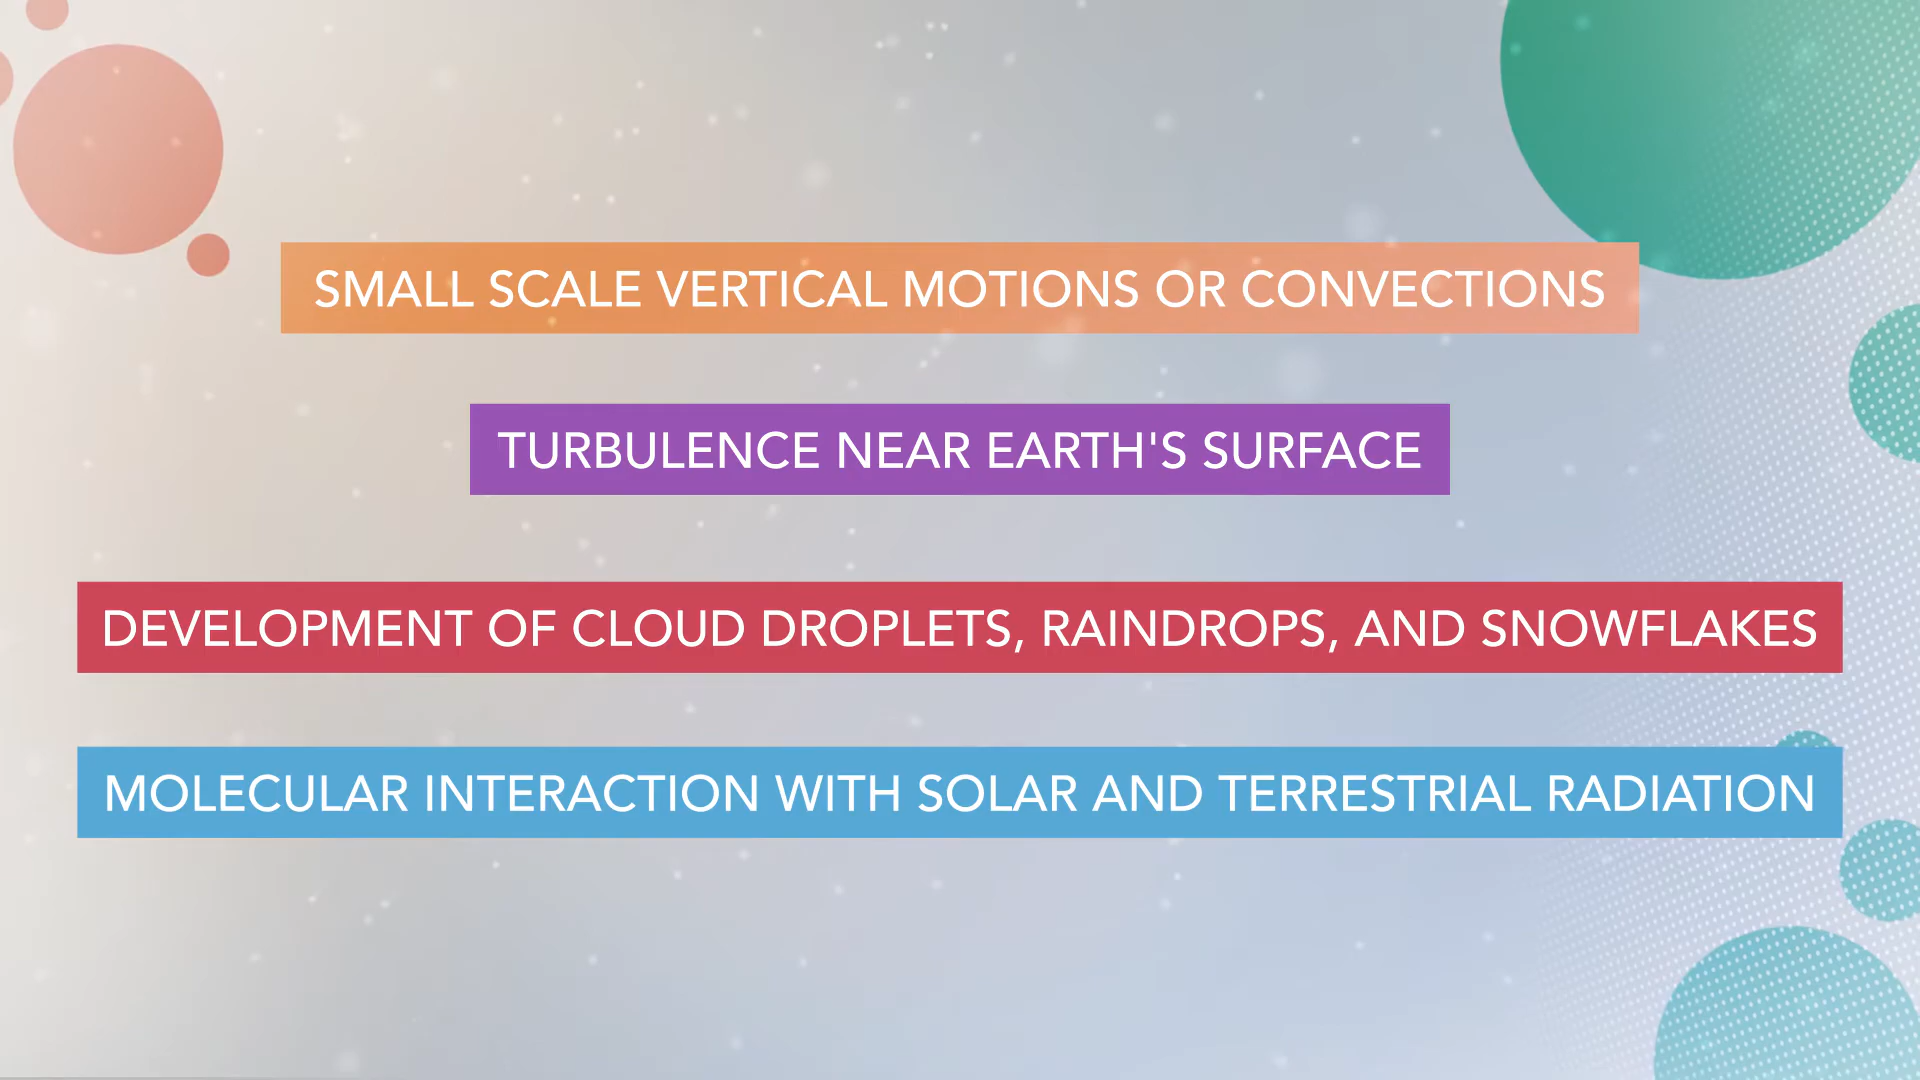 SMALL SCALE VERTICAL MOTIONS OR CONVECTIONS
TURBULENCE NEAR EARTH'S SURFACE
DEVELOPMENT OF CLOUD DROPLETS, RAINDROPS, AND SNOWFLAKES
MOLECULAR INTERACTION WITH SOLAR AND TERRESTRIAL RADIATION